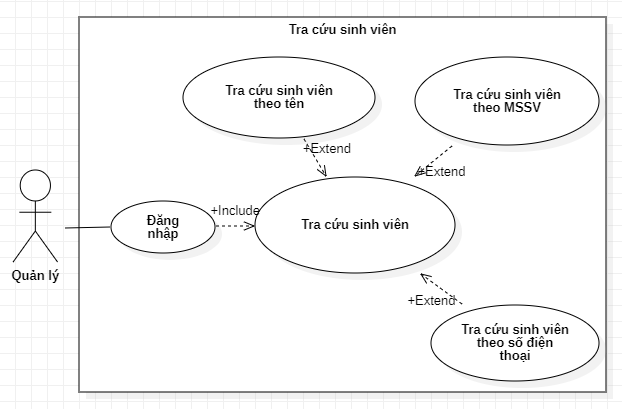 Tra cứu sinh viên
Tra cứu sinh viên
theo tên
Tra cứu sinh viên
theo MSSV
+Extend
+Extend
Đăng
nhập
+Include
Tra cứu sinh viên
Quản lý
+Extend
Tra cứu sinh viên
theo số điện
thoại